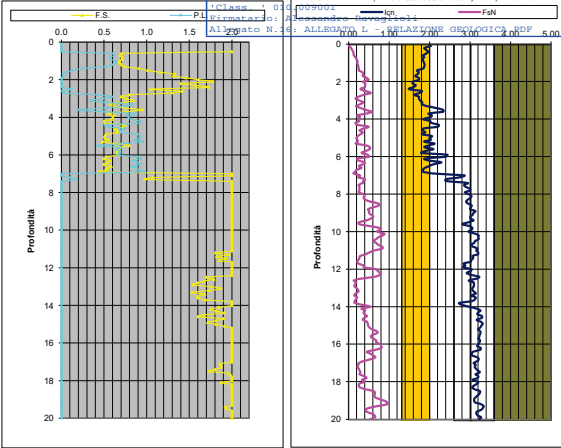 'Class.' 010.009001
Firmatario: Alessandro Ravaglioli
Allegato N.16: ALLEGATO L - RELAZIONE GEOLOGICA PDF
F.S. P.L.
0.0 0.5 1.0 1.5 2.0
0
2
4
6
8
10
12
14
16
18
20
Profondità
Icn FsN
0.00 1.00 2.00 3.00 4.00 5.00
0
2
4
6
8
10
12
14
16
18
20
Profondità